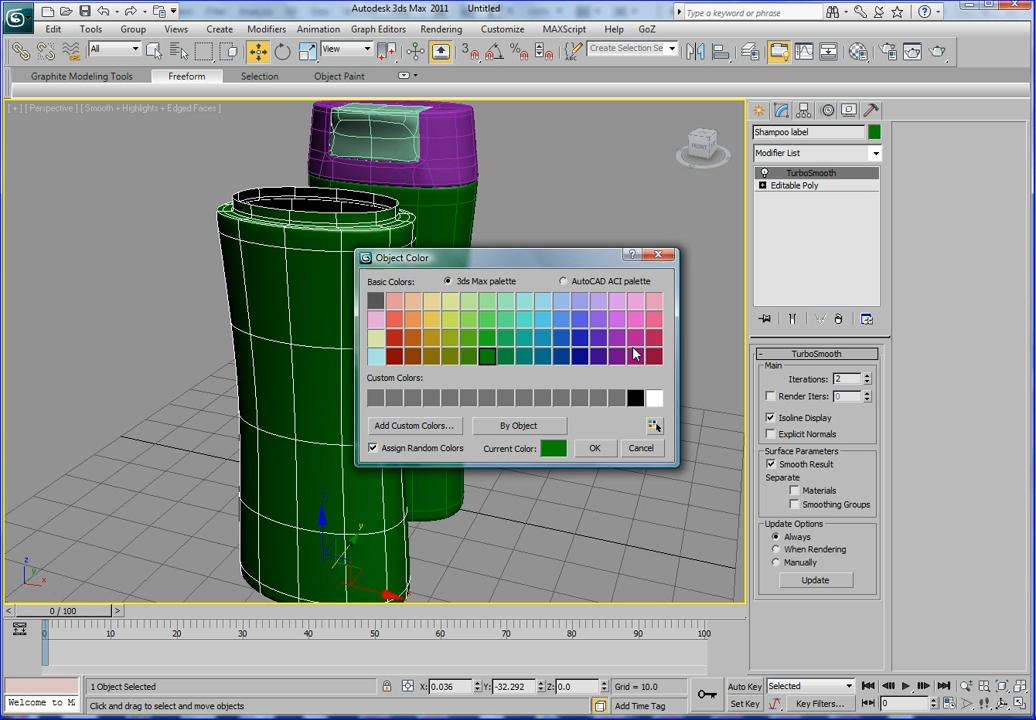 Autodesk 3ds Max 2011 Untitled
Type a keyword or phrase
Edit Tools Group Views Create Modifiers Animation Graph Editors Rendering Customize MAXScript Help GoZ
All View Create Selection Se
Graphite Modeling Tools Freeform Selection Object Paint
[ + ] [ Perspective ] [ Smooth + Highlights + Edged Faces ]
FRONT
Shampoo label
Modifier List
TurboSmooth
Editable Poly
Object Color
Basic Colors: 3ds Max palette AutoCAD ACI palette
Custom Colors:
Add Custom Colors... By Object
Assign Random Colors Current Color: OK Cancel
TurboSmooth
Main
Iterations: 2
Render Iters: 0
Isoline Display
Explicit Normals
Surface Parameters
Smooth Result
Separate
Materials
Smoothing Groups
Update Options
Always
When Rendering
Manually
Update
z
y
x
z
y
x
0 / 100
0 10 20 30 40 50 60 70 80 90 100
1 Object Selected X: 0.036 Y: -32.292 Z: 0.0 Grid = 10.0 Auto Key Selected
Welcome to M Click and drag to select and move objects Add Time Tag Set Key Key Filters... 0